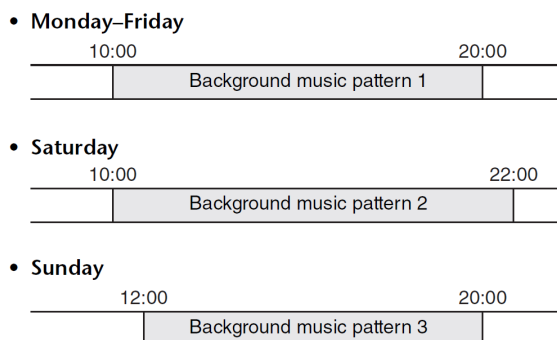 • Monday–Friday
10:00 20:00
Background music pattern 1
• Saturday
10:00 22:00
Background music pattern 2
• Sunday
12:00 20:00
Background music pattern 3